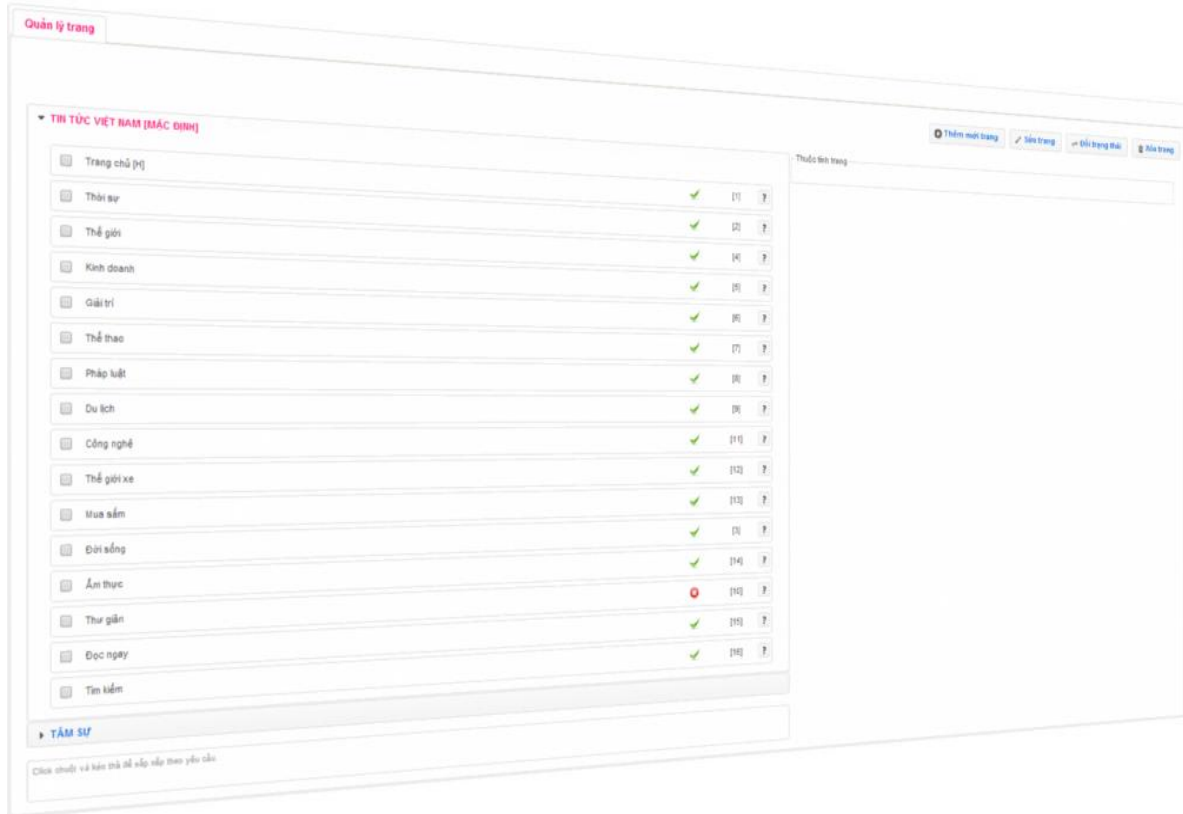 Quản lý trang
TIN TỨC VIỆT NAM [MẶC ĐỊNH]
Thêm mới trang Sửa trang Đổi trạng thái Xóa trang
Thuộc tính trang
Trang chủ [H] [1] ?
Thời sự [2] ?
Thế giới [4] ?
Kinh doanh [5] ?
Giải trí [6] ?
Thể thao [7] ?
Pháp luật [8] ?
Du lịch [9] ?
Công nghệ [11] ?
Thế giới xe [12] ?
Mua sắm [13] ?
Đời sống [3] ?
Ẩm thực [14] ?
Thư giãn [10] ?
Đọc ngay [15] ?
Tìm kiếm [16] ?
TÂM SỰ
Click chuột và kéo thả để sắp xếp theo yêu cầu